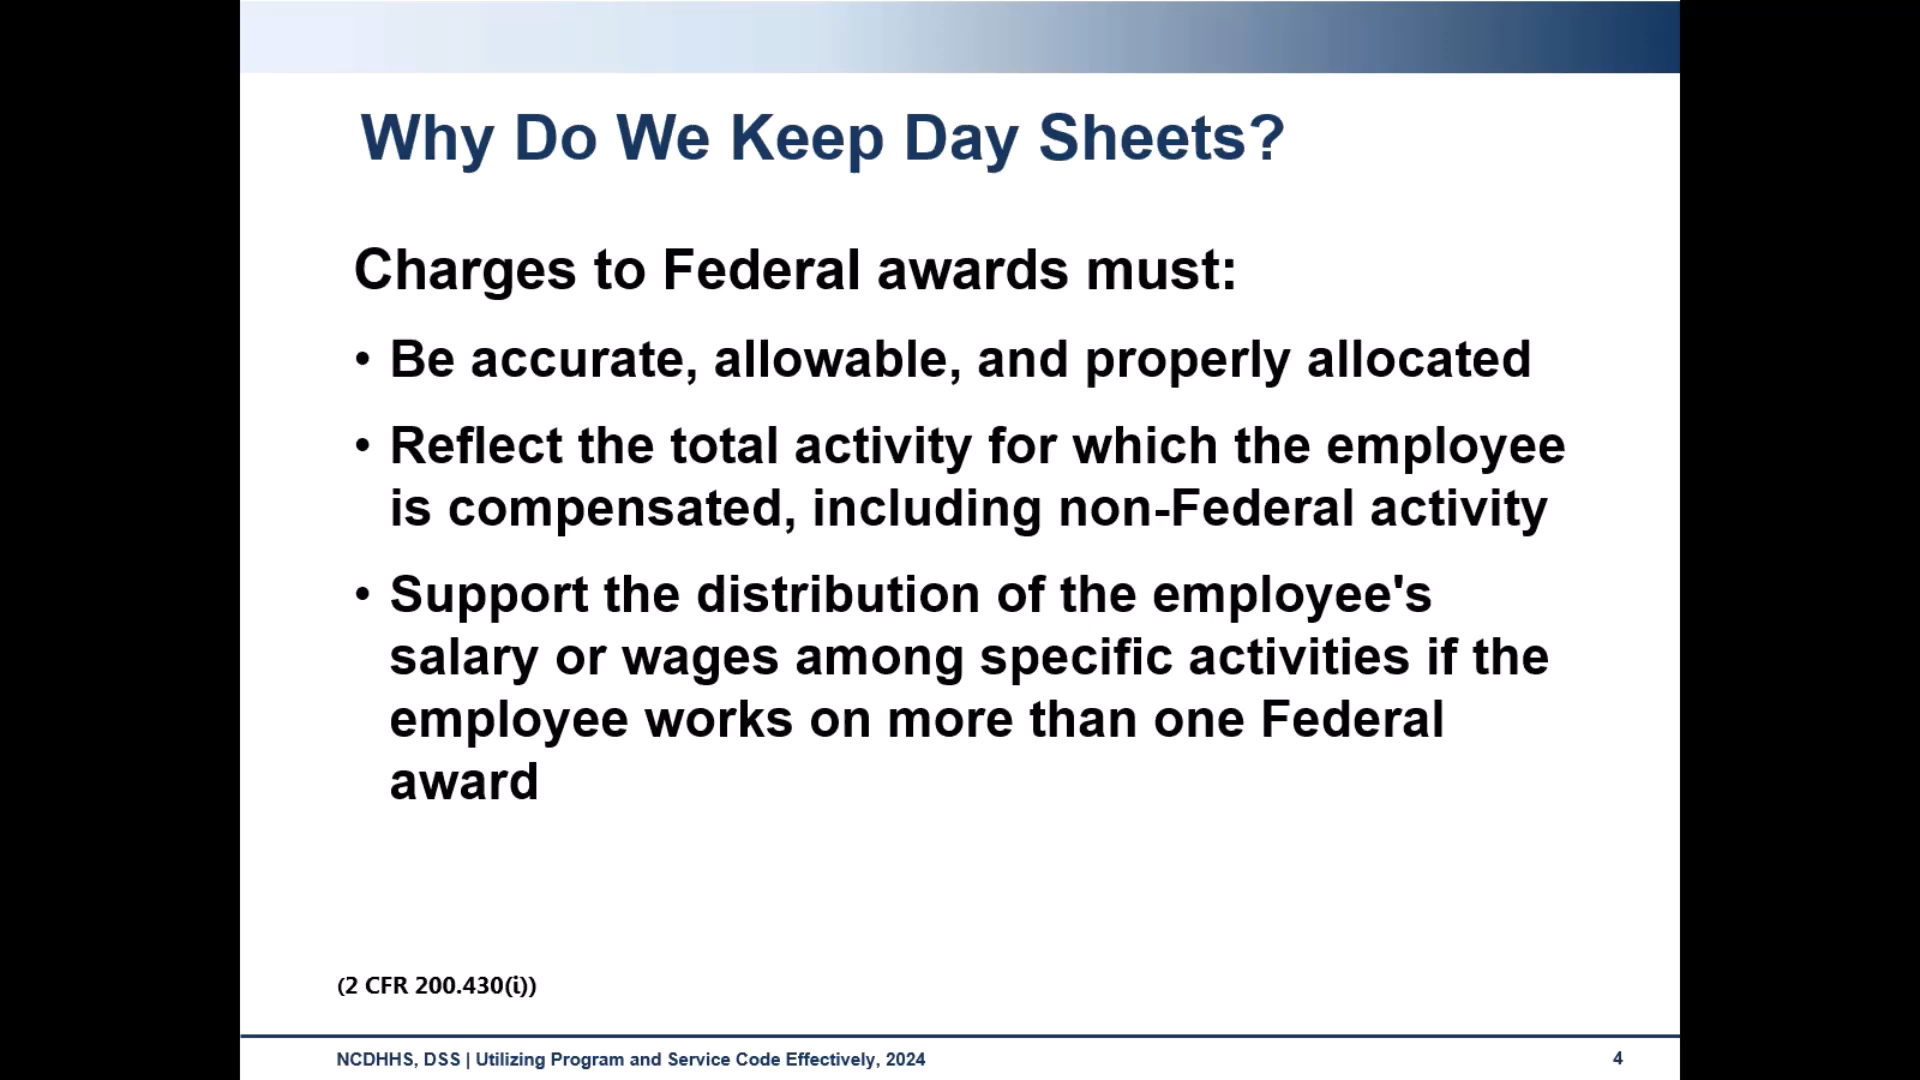 Why Do We Keep Day Sheets?
Charges to Federal awards must:
• Be accurate, allowable, and properly allocated
• Reflect the total activity for which the employee
is compensated, including non-Federal activity
• Support the distribution of the employee's
salary or wages among specific activities if the
employee works on more than one Federal
award
(2 CFR 200.430(i))
NCDHHS, DSS | Utilizing Program and Service Code Effectively, 2024
4